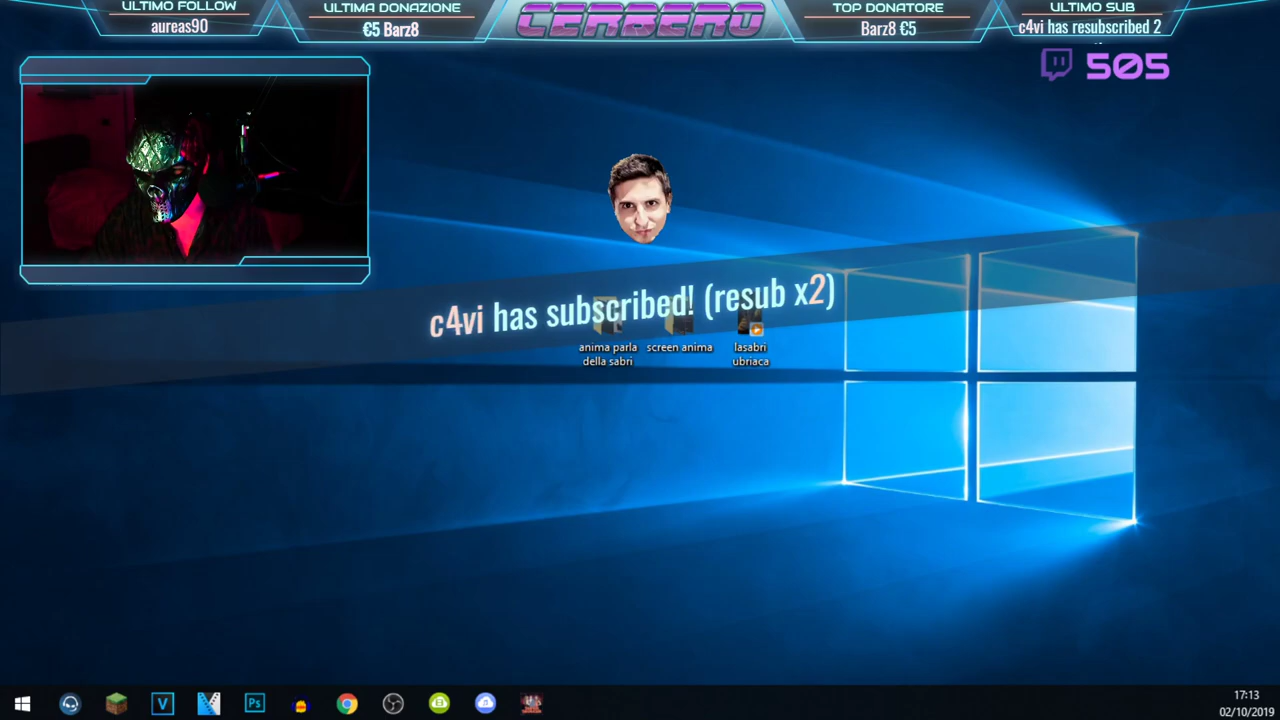 ULTIMO FOLLOW
aureas90
ULTIMA DONAZIONE
€5 Barz8
CERBERO
TOP DONATORE
Barz8 €5
ULTIMO SUB
c4vi has resubscribed 2
505
c4vi has subscribed! (resub x2)
anima parla
della sabri
screen anima
lasabri
ubriaca
V
Ps
17:13
02/10/2019